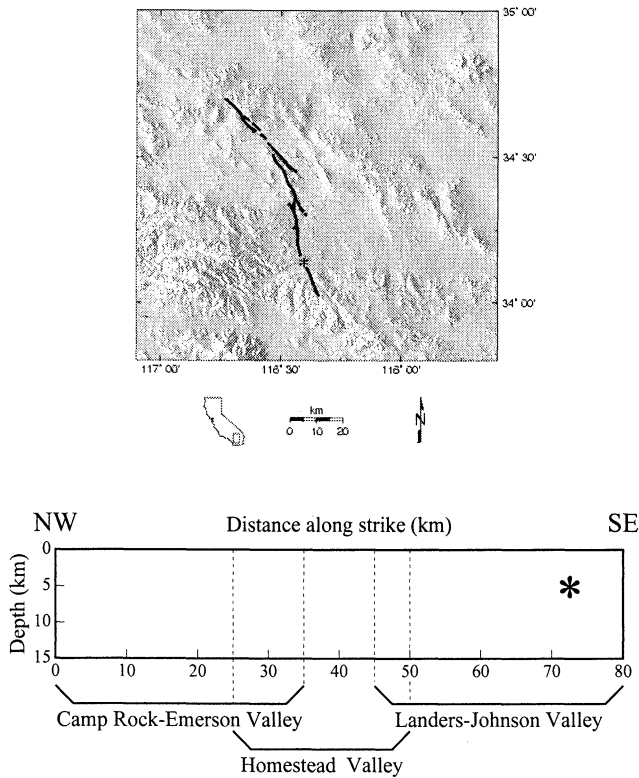 35° 00'
34° 30'
34° 00'
117° 00'
116° 30'
116° 00'
km
0 10 20
N
NW
Distance along strike (km)
SE
Depth (km)
0
5
10
15
0 10 20 30 40 50 60 70 80
Camp Rock-Emerson Valley
Landers-Johnson Valley
Homestead Valley